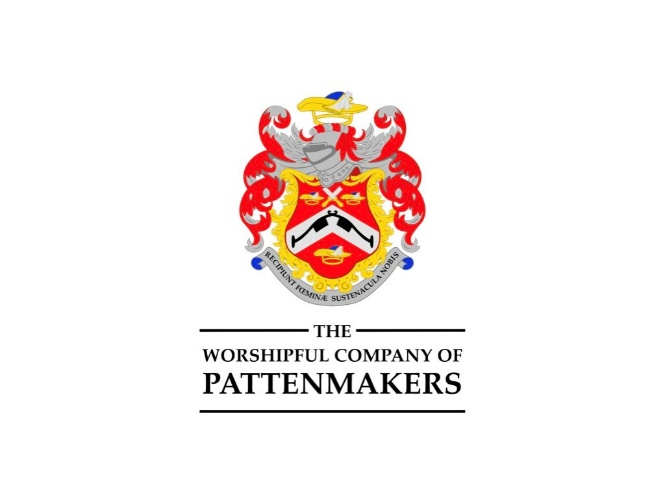 RECIPIUNT FŒMINÆ SUSTENACULA NOBIS
THE
WORSHIPFUL COMPANY OF
PATTENMAKERS